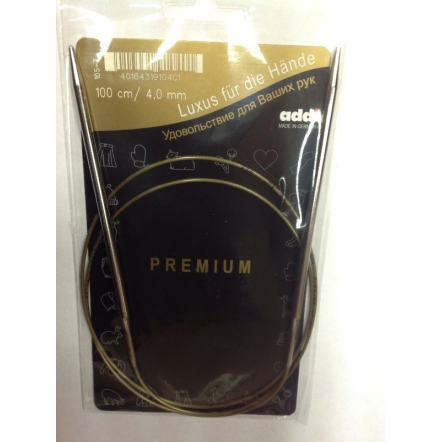 4016431910401
100 cm/ 4,0 mm
Luxus für die Hände
Удовольствие для Ваших рук
addi
MADE IN GERMANY
PREMIUM